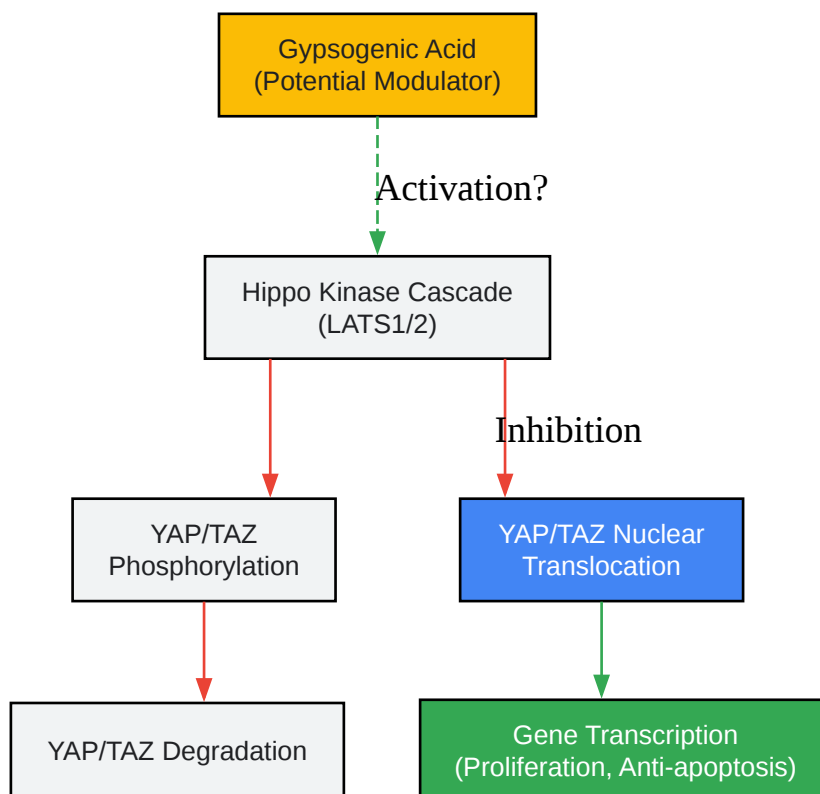 Gypsogenic Acid
(Potential Modulator)
Activation?
Hippo Kinase Cascade
(LATS1/2)
Inhibition
YAP/TAZ
Phosphorylation
YAP/TAZ Nuclear
Translocation
YAP/TAZ Degradation
Gene Transcription
(Proliferation, Anti-apoptosis)